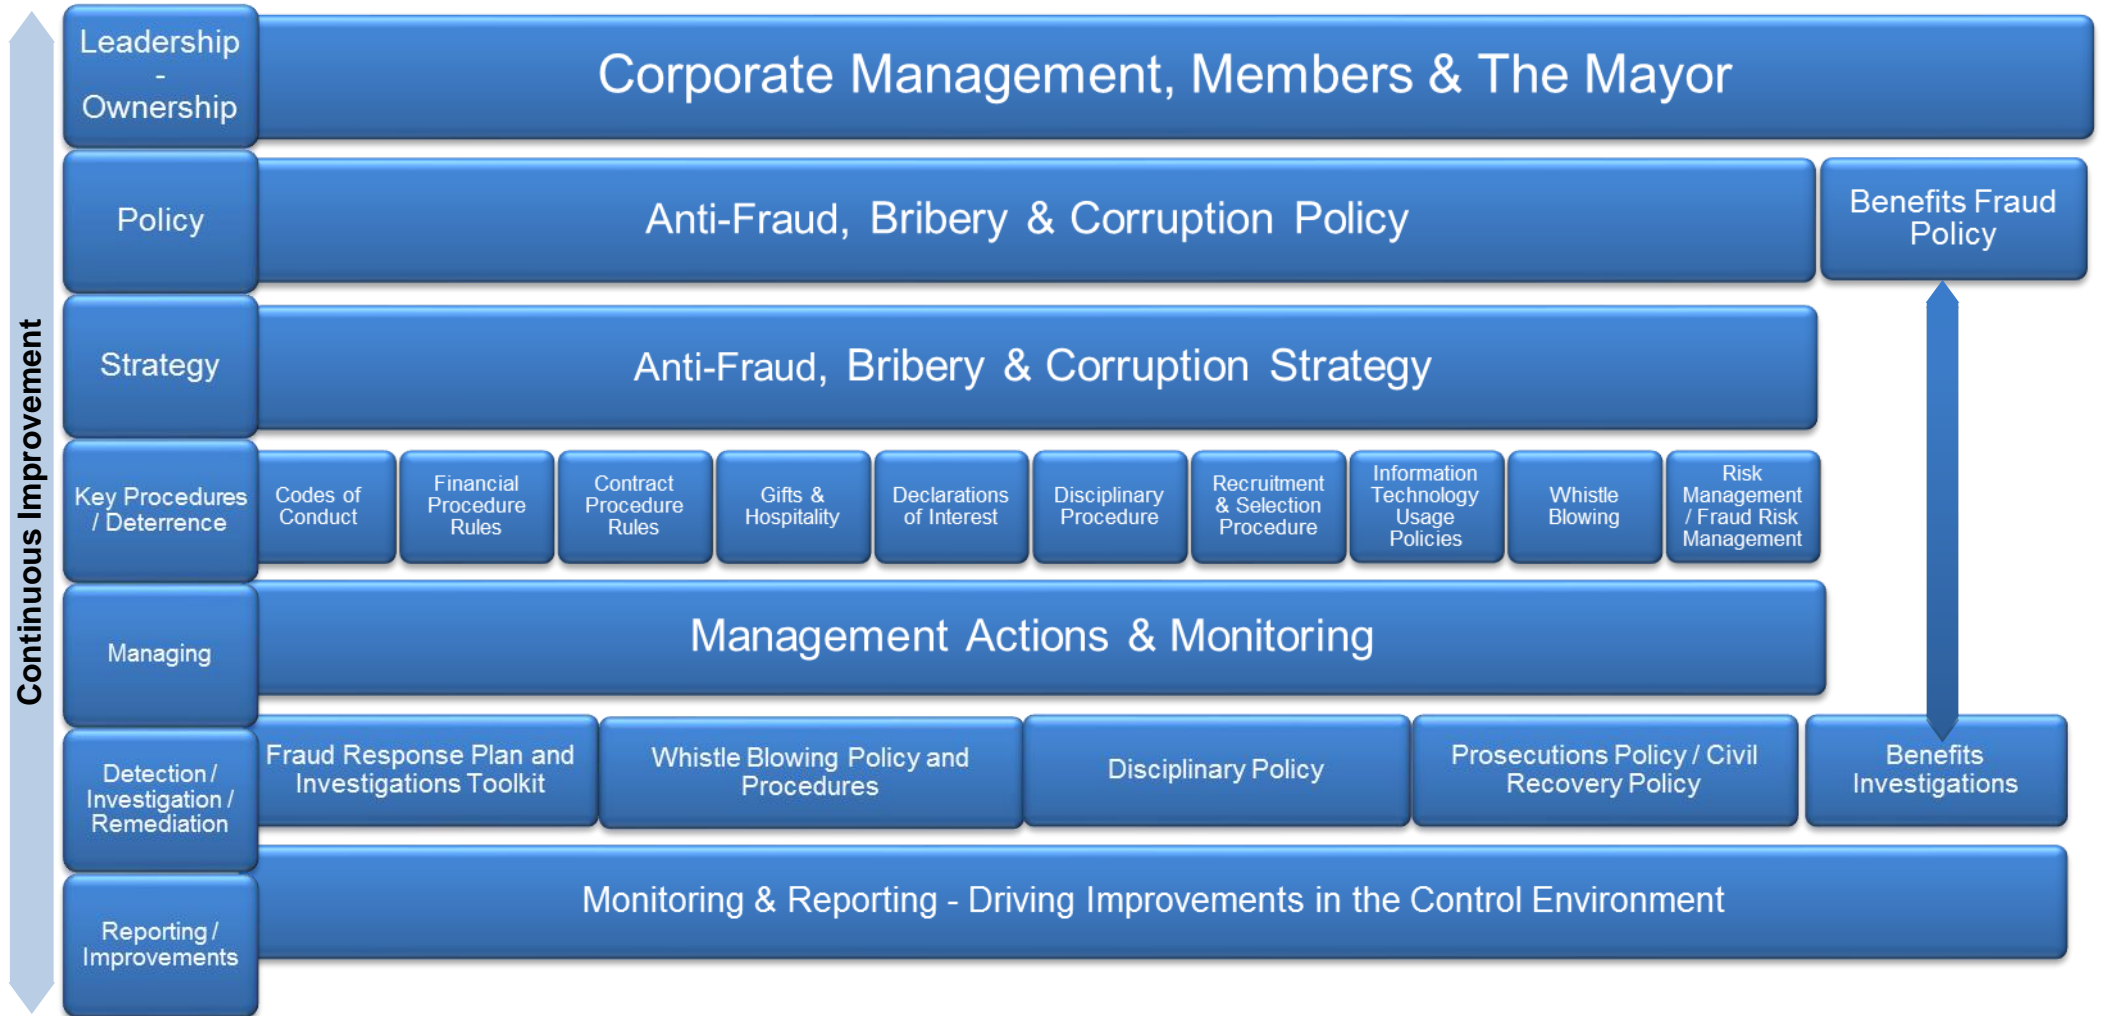 Continuous Improvement
Leadership
-
Ownership
Corporate Management, Members & The Mayor
Policy
Anti-Fraud, Bribery & Corruption Policy
Benefits Fraud
Policy
Strategy
Anti-Fraud, Bribery & Corruption Strategy
Key Procedures
/ Deterrence
Codes of
Conduct
Financial
Procedure
Rules
Contract
Procedure
Rules
Gifts &
Hospitality
Declarations
of Interest
Disciplinary
Procedure
Recruitment
& Selection
Procedure
Information
Technology
Usage
Policies
Whistle
Blowing
Risk
Management
/ Fraud Risk
Management
Managing
Management Actions & Monitoring
Detection /
Investigation /
Remediation
Fraud Response Plan and
Investigations Toolkit
Whistle Blowing Policy and
Procedures
Disciplinary Policy
Prosecutions Policy / Civil
Recovery Policy
Benefits
Investigations
Reporting /
Improvements
Monitoring & Reporting - Driving Improvements in the Control Environment